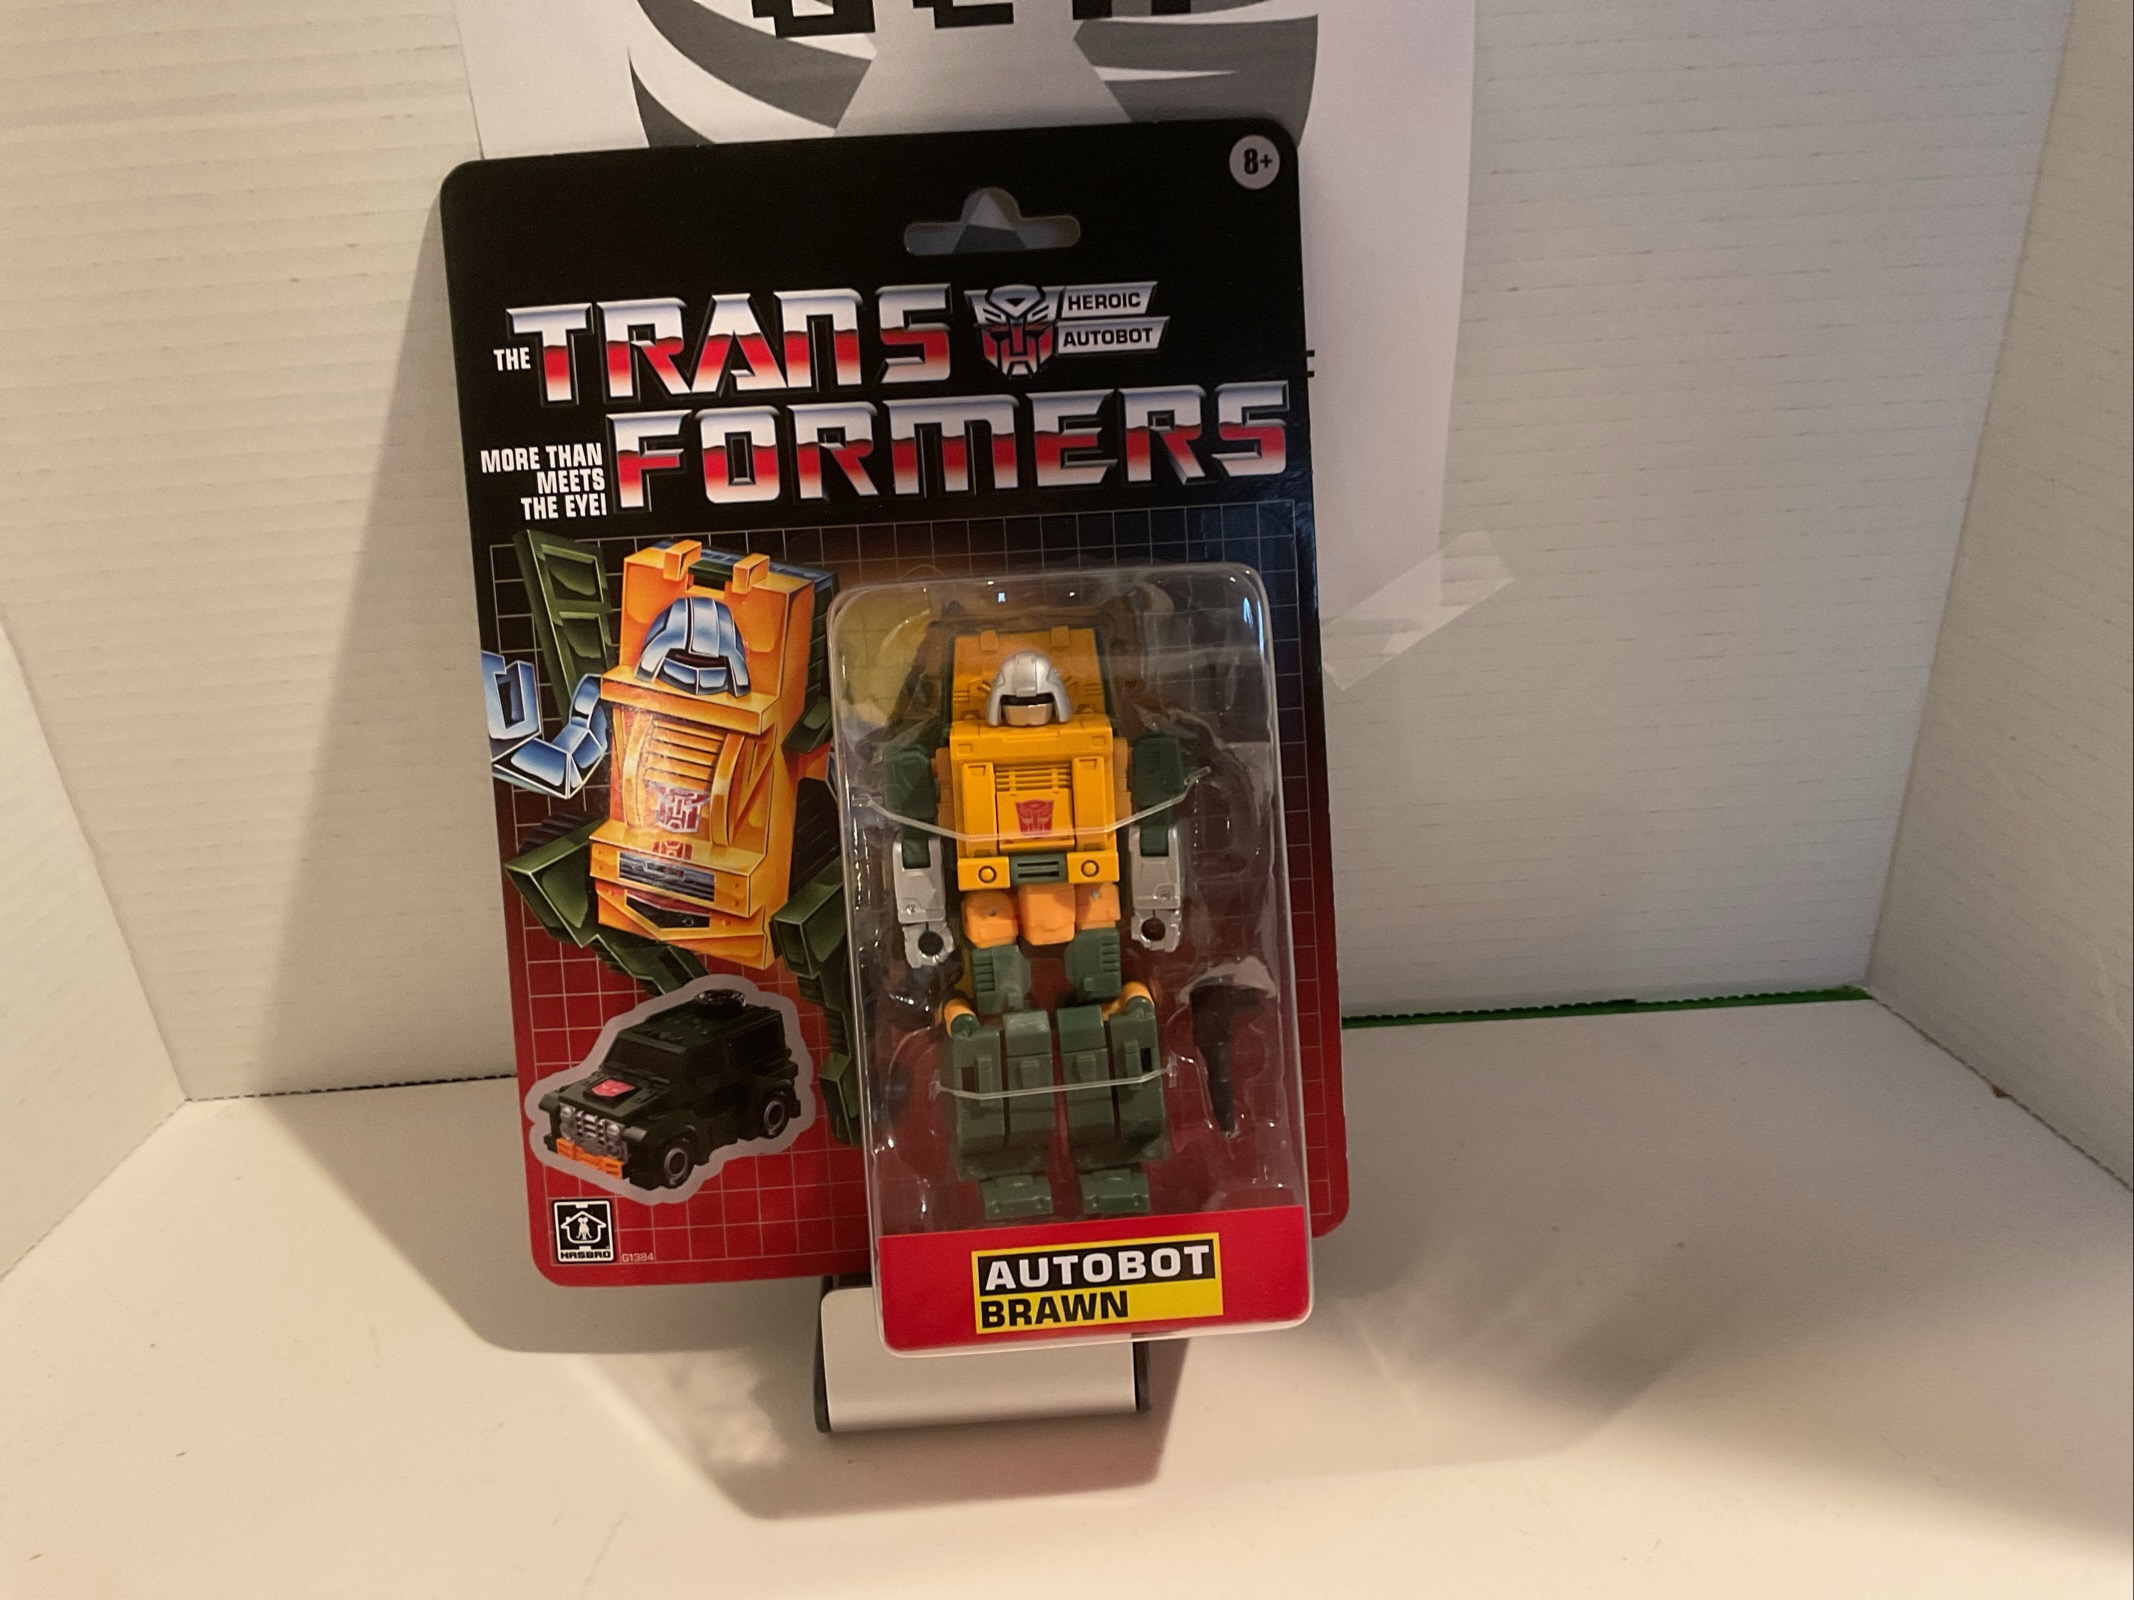 8+
THE TRANS
HEROIC
AUTOBOT
FORMERS
MORE THAN
MEETS
THE EYE!
HASBRO
G1384
AUTOBOT
BRAWN